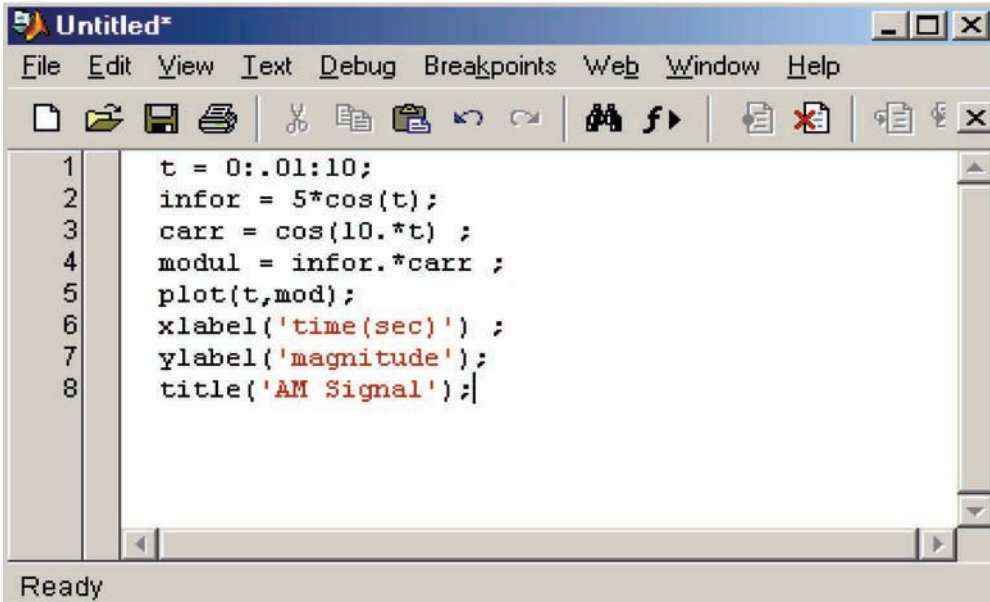 Untitled*
File Edit View Text Debug Breakpoints Web Window Help
1 t = 0:.01:10;
2 infor = 5*cos(t);
3 carr = cos(10.*t) ;
4 modul = infor.*carr ;
5 plot(t,mod);
6 xlabel('time(sec)') ;
7 ylabel('magnitude');
8 title('AM Signal');
Ready